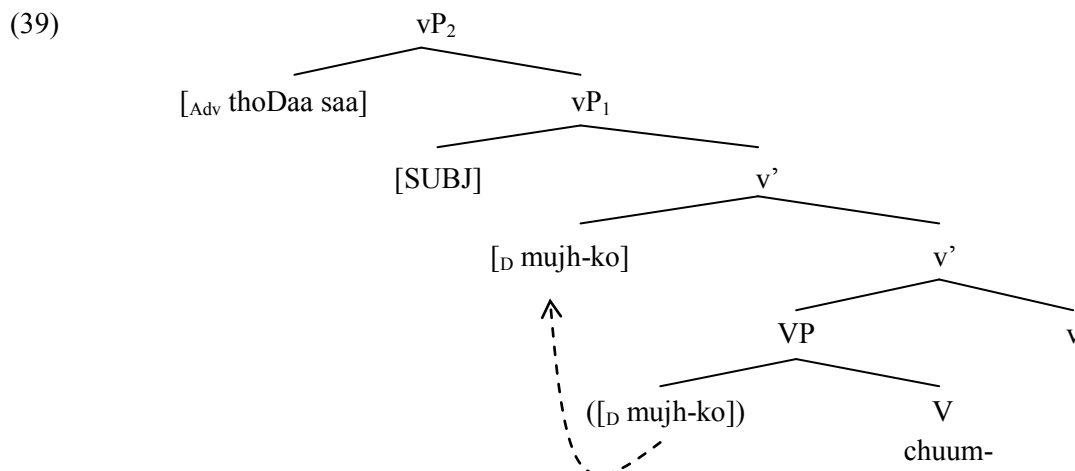 (39) vP₂
[Adv thoDaa saa] vP₁
[SUBJ] v’
[D mujh-ko] v’
VP v
([D mujh-ko]) V
chuum-